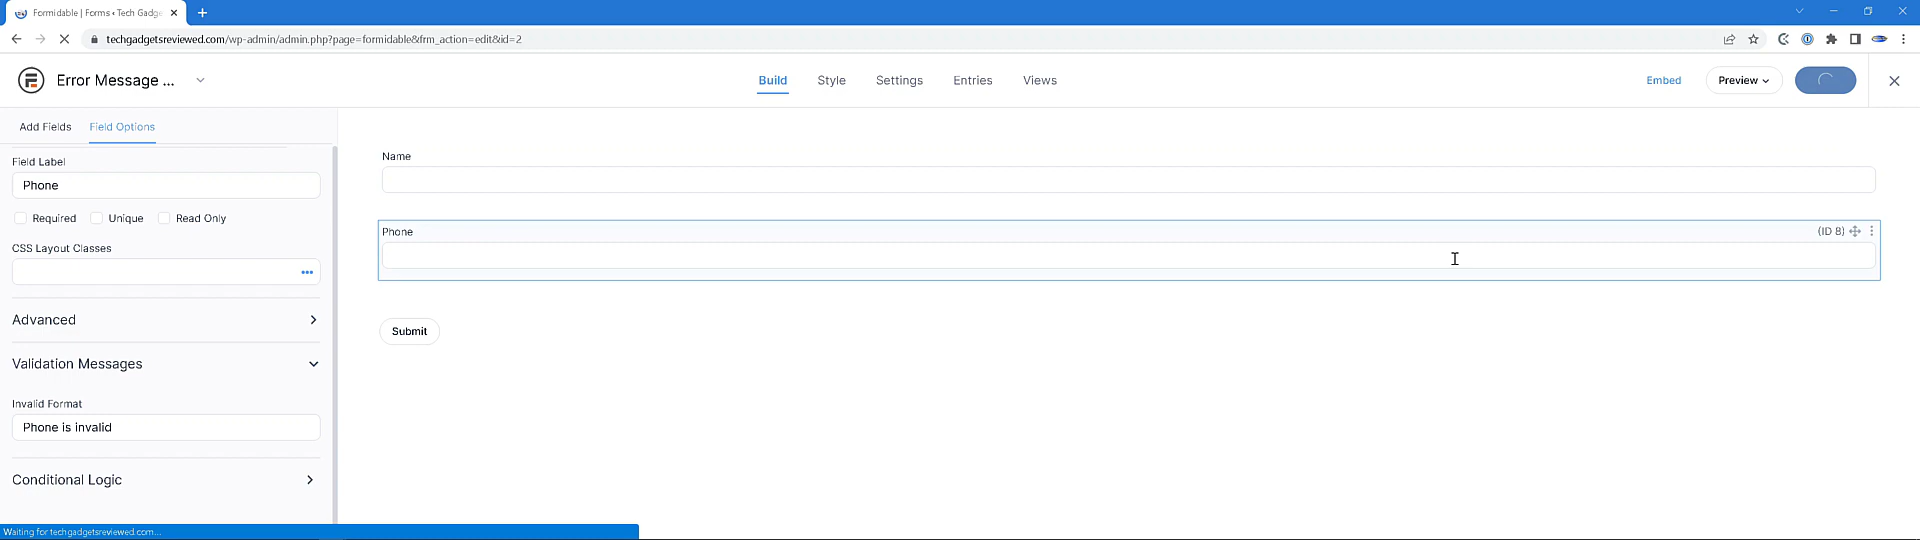 Formidable | Forms ‹ Tech Gadge
techgadgetsreviewed.com/wp-admin/admin.php?page=formidable&frm_action=edit&id=2
Error Message ...
Build
Style
Settings
Entries
Views
Embed
Preview
Add Fields
Field Options
Field Label
Phone
Required
Unique
Read Only
CSS Layout Classes
Advanced
Validation Messages
Invalid Format
Phone is invalid
Conditional Logic
Name
Phone
(ID 8)
Submit
Waiting for techgadgetsreviewed.com...